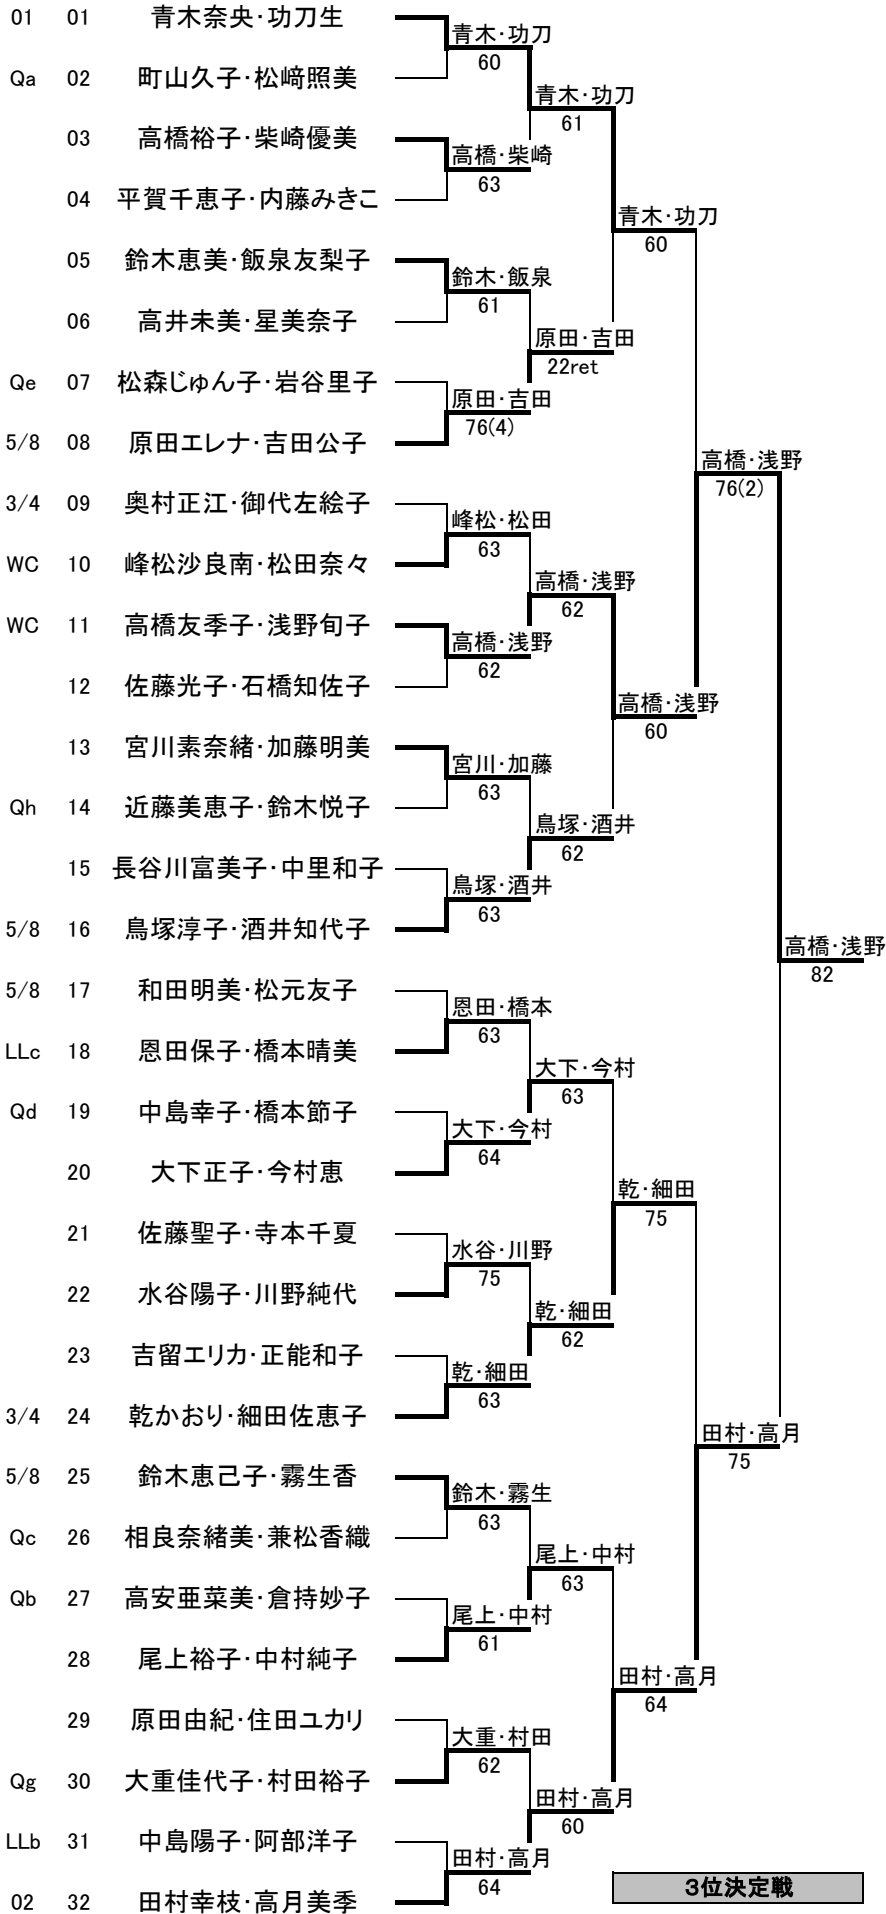 01 01 青木奈央･功刀生
青木･功刀
60
Qa 02 町山久子･松﨑照美
青木･功刀
61
03 高橋裕子･柴崎優美
高橋･柴崎
63
04 平賀千恵子･内藤みきこ
青木･功刀
60
05 鈴木恵美･飯泉友梨子
鈴木･飯泉
61
06 高井未美･星美奈子
原田･吉田
22ret
Qe 07 松森じゅん子･岩谷里子
原田･吉田
76(4)
5/8 08 原田エレナ･吉田公子
高橋･浅野
76(2)
3/4 09 奥村正江･御代左絵子
峰松･松田
63
WC 10 峰松沙良南･松田奈々
高橋･浅野
62
WC 11 高橋友季子･浅野旬子
高橋･浅野
62
12 佐藤光子･石橋知佐子
高橋･浅野
60
13 宮川素奈緒･加藤明美
宮川･加藤
63
Qh 14 近藤美恵子･鈴木悦子
鳥塚･酒井
62
15 長谷川富美子･中里和子
鳥塚･酒井
63
5/8 16 鳥塚淳子･酒井知代子
高橋･浅野
82
5/8 17 和田明美･松元友子
恩田･橋本
63
LLc 18 恩田保子･橋本晴美
大下･今村
63
Qd 19 中島幸子･橋本節子
大下･今村
64
20 大下正子･今村恵
乾･細田
75
21 佐藤聖子･寺本千夏
水谷･川野
75
22 水谷陽子･川野純代
乾･細田
62
23 吉留エリカ･正能和子
乾･細田
63
3/4 24 乾かおり･細田佐恵子
田村･高月
75
5/8 25 鈴木恵己子･霧生香
鈴木･霧生
63
Qc 26 相良奈緒美･兼松香織
尾上･中村
63
Qb 27 高安亜菜美･倉持妙子
尾上･中村
61
28 尾上裕子･中村純子
田村･高月
64
29 原田由紀･住田ユカリ
大重･村田
62
Qg 30 大重佳代子･村田裕子
田村･高月
60
LLb 31 中島陽子･阿部洋子
田村･高月
64
02 32 田村幸枝･高月美季
3位決定戦